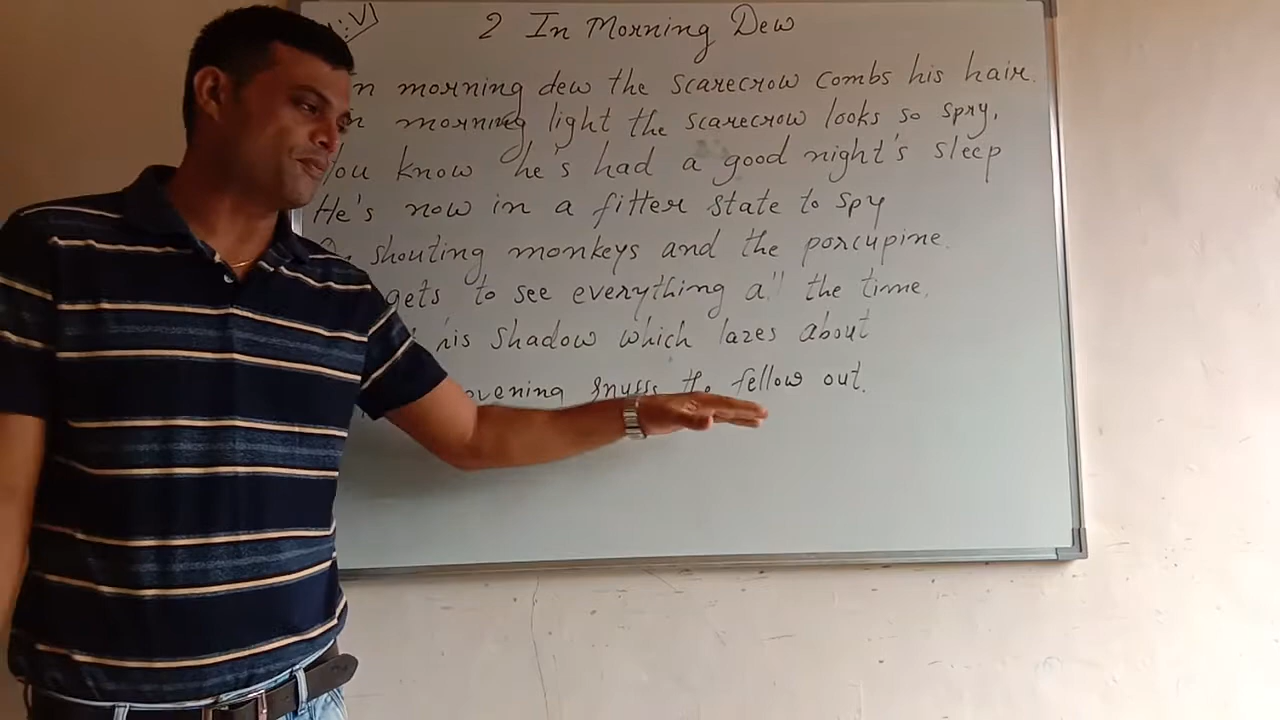 :V)
2 In Morning Dew
n morning dew the scarecrow combs his hair.
morning light the scarecrow looks so spry,
You know he's had a good night's sleep
He's now in a fitter state to spy
shouting monkeys and the porcupine.
gets to see everything all the time,
his shadow which lazes about
evening snuffs the fellow out.